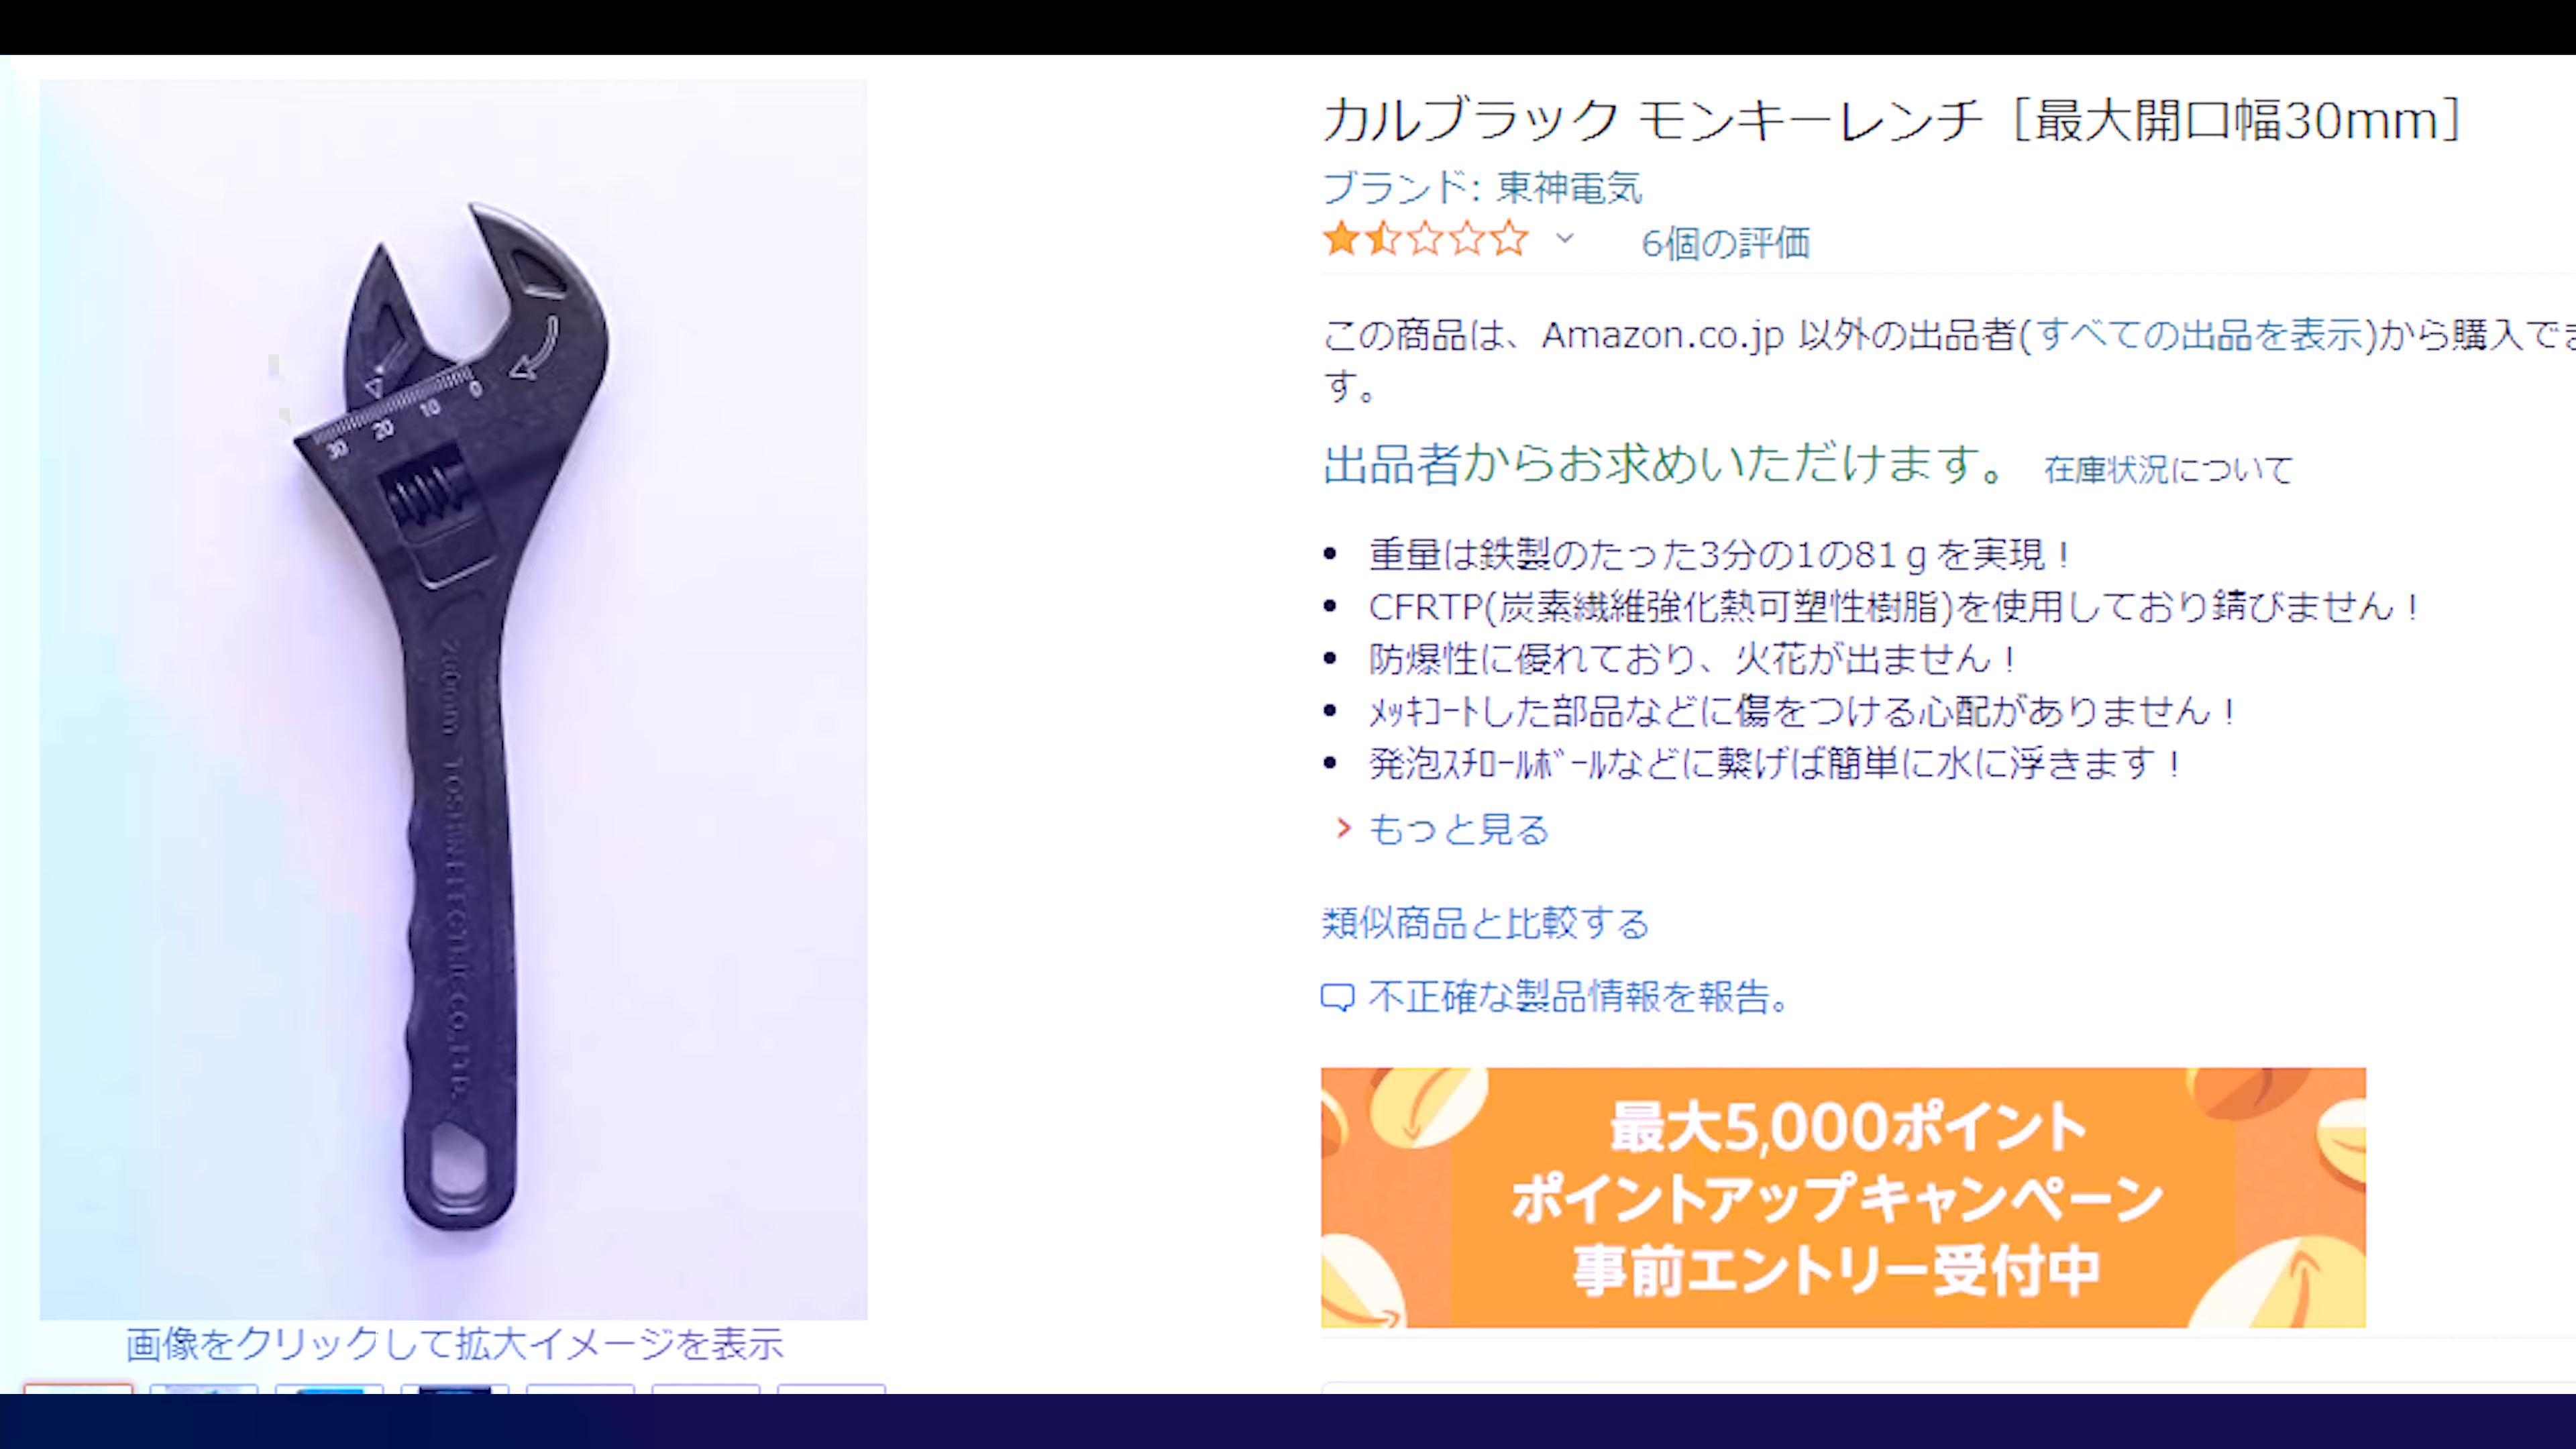 カルブラック モンキーレンチ［最大開口幅30mm］
ブランド: 東神電気
6個の評価
この商品は、Amazon.co.jp 以外の出品者(すべての出品を表示)から購入でき
す。
出品者からお求めいただけます。 在庫状況について
• 重量は鉄製のたった3分の1の81ｇを実現！
• CFRTP(炭素繊維強化熱可塑性樹脂)を使用しており錆びません！
• 防爆性に優れており、火花が出ません！
• ﾒｯｷｺｰﾄした部品などに傷をつける心配がありません！
• 発泡ｽﾁﾛｰﾙﾎﾞｰﾙなどに繋げば簡単に水に浮きます！
› もっと見る
類似商品と比較する
不正確な製品情報を報告。
最大5,000ポイント
ポイントアップキャンペーン
事前エントリー受付中
0
10
20
30
200mm TOSHIN ELECTRIC CO.,LTD.
画像をクリックして拡大イメージを表示